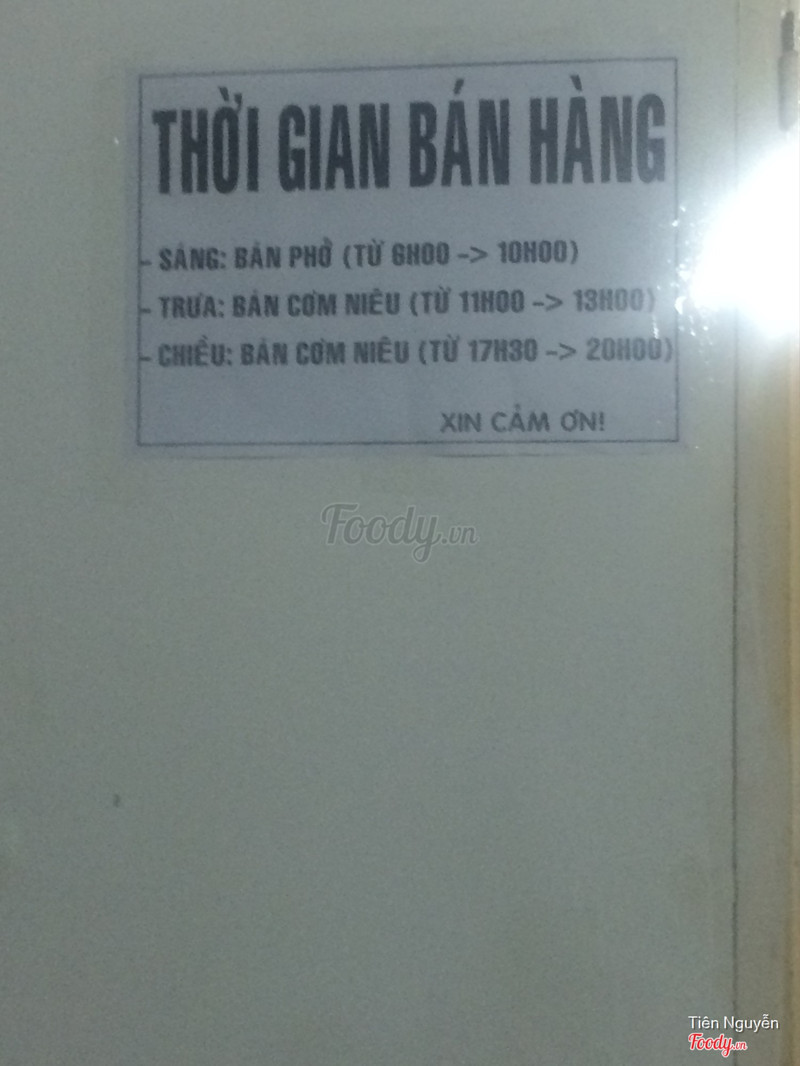 THỜI GIAN BÁN HÀNG
- SÁNG: BÁN PHỞ (TỪ 6H00 -> 10H00)
- TRƯA: BÁN CƠM NIÊU (TỪ 11H00 -> 13H00)
- CHIỀU: BÁN CƠM NIÊU (TỪ 17H30 -> 20H00)
XIN CẢM ƠN!
Foody.vn
Tiên Nguyễn
Foody.vn